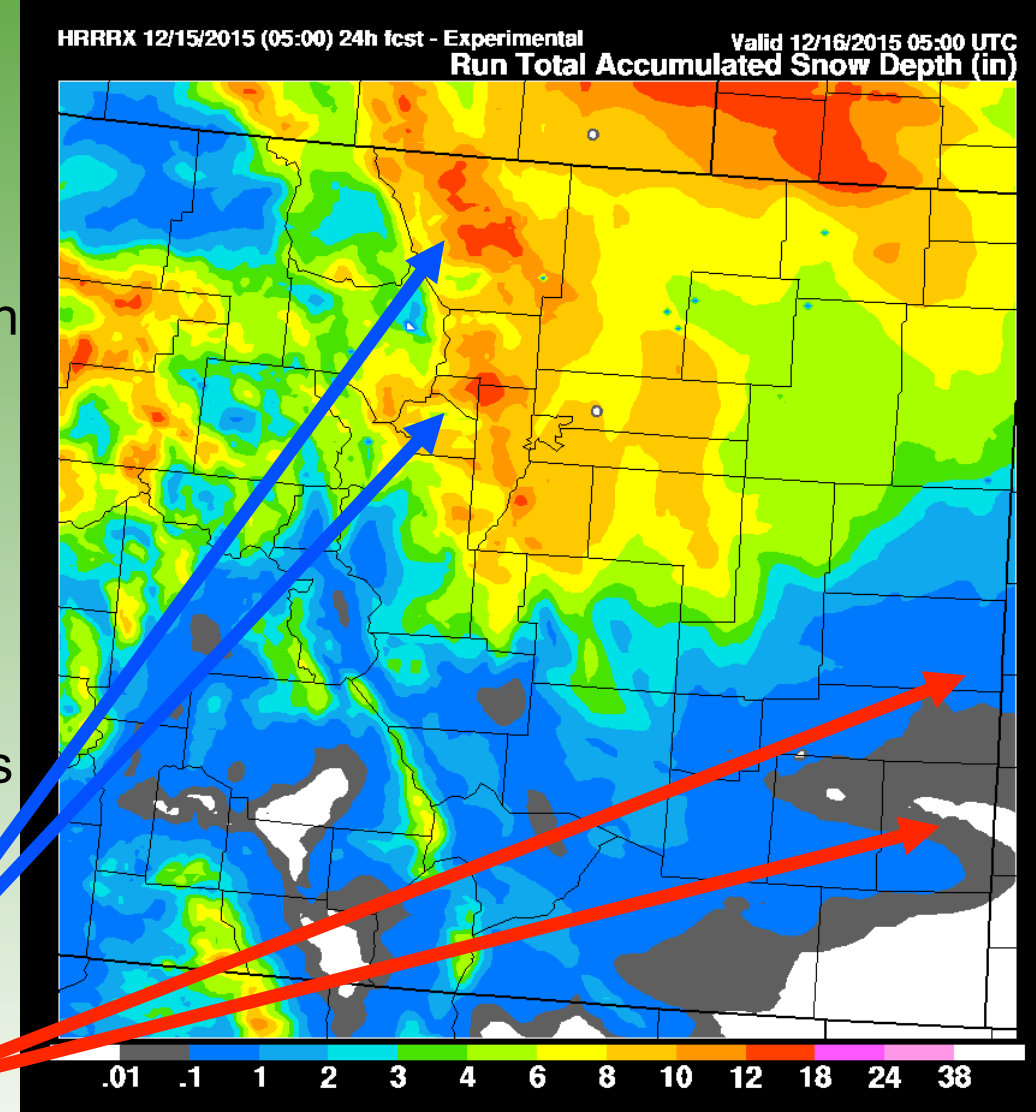 HRRRX 12/15/2015 (05:00) 24h fcst - Experimental
Valid 12/16/2015 05:00 UTC
Run Total Accumulated Snow Depth (in)
n
s
.01 .1 1 2 3 4 6 8 10 12 18 24 38